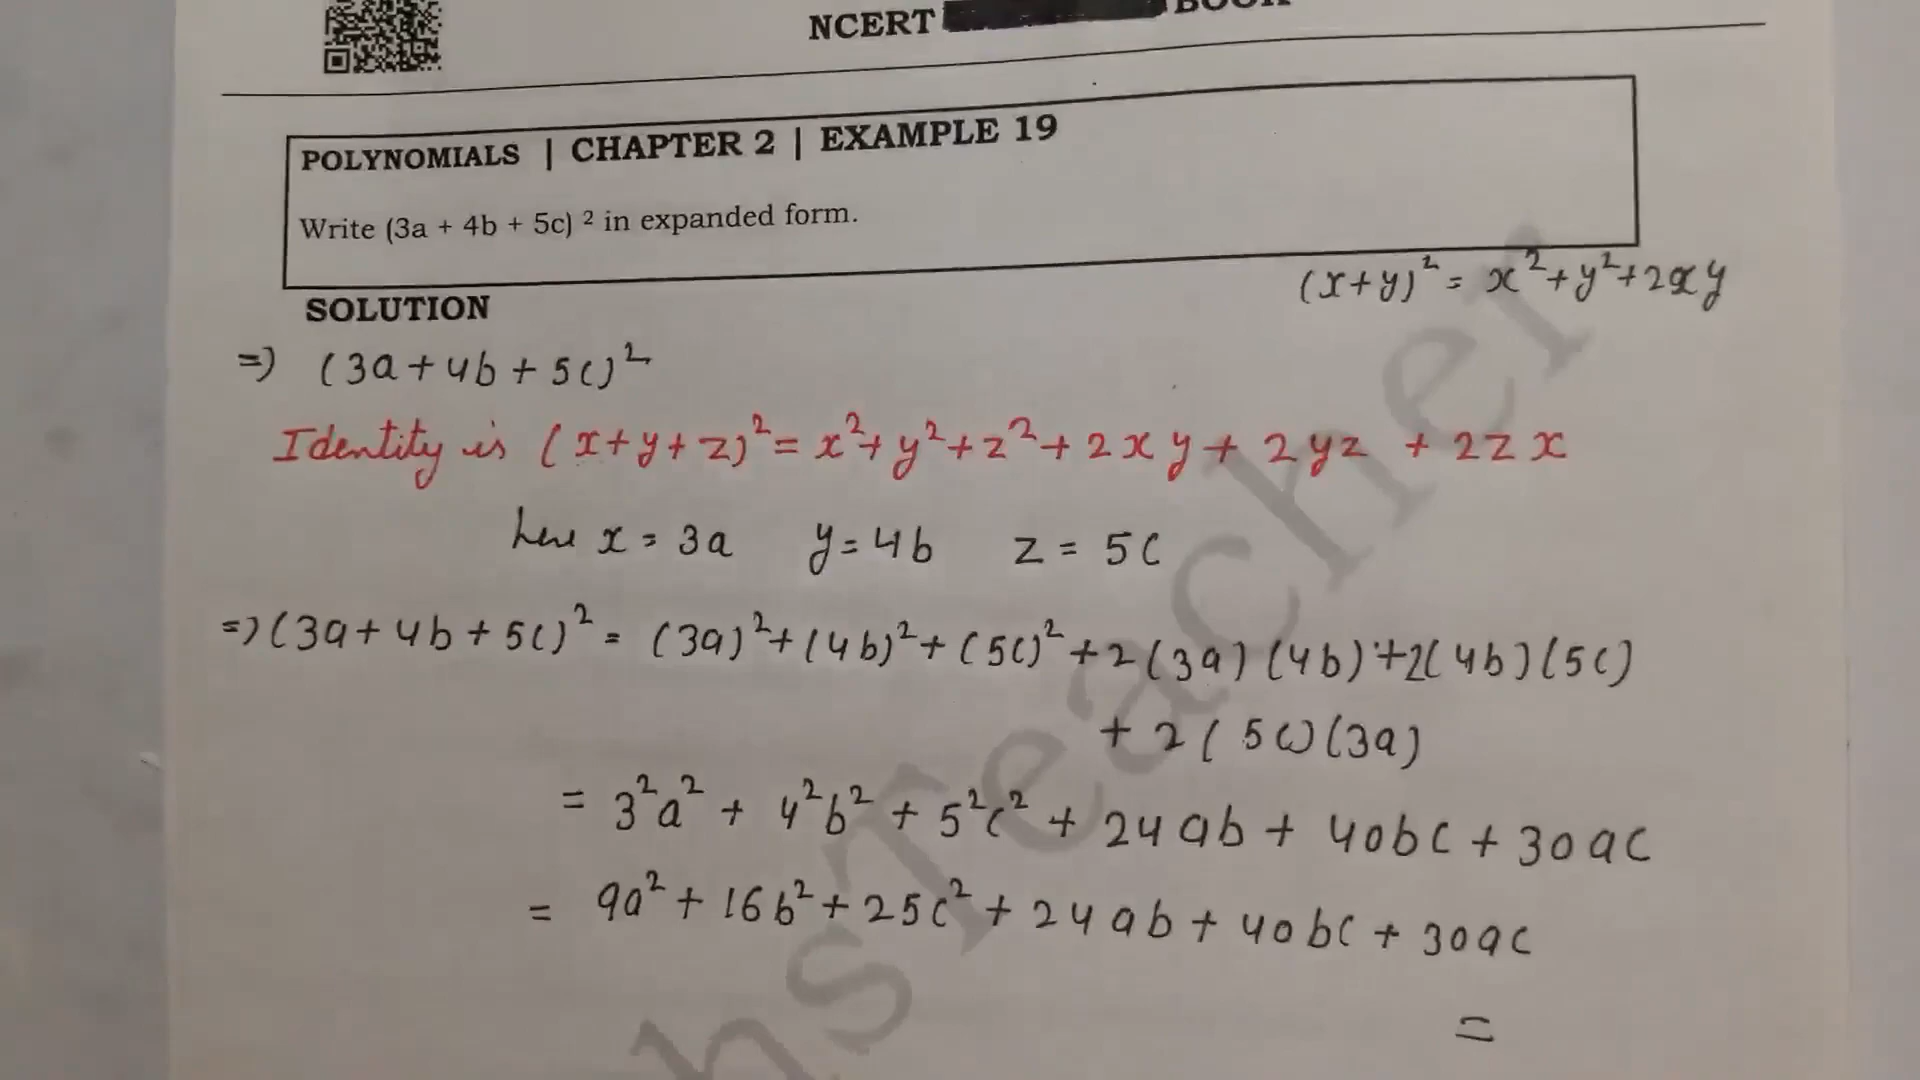 NCERT BOOK
POLYNOMIALS | CHAPTER 2 | EXAMPLE 19
Write (3a + 4b + 5c) ² in expanded form.
(x+y)² = x²+y²+2xy
SOLUTION
=) (3a+4b+5c)²
Identity is (x+y+z)² = x²+y²+z²+2xy+2yz+2zx
here x = 3a y=4b z = 5c
=) (3a+4b+5c)² = (3a)²+(4b)²+(5c)²+2(3a)(4b)+2(4b)(5c)
+2(5c)(3a)
= 3²a² + 4²b² + 5²c² + 24ab + 40bc + 30ac
= 9a² + 16b² + 25c² + 24ab + 40bc + 30ac
=
hsTeacher